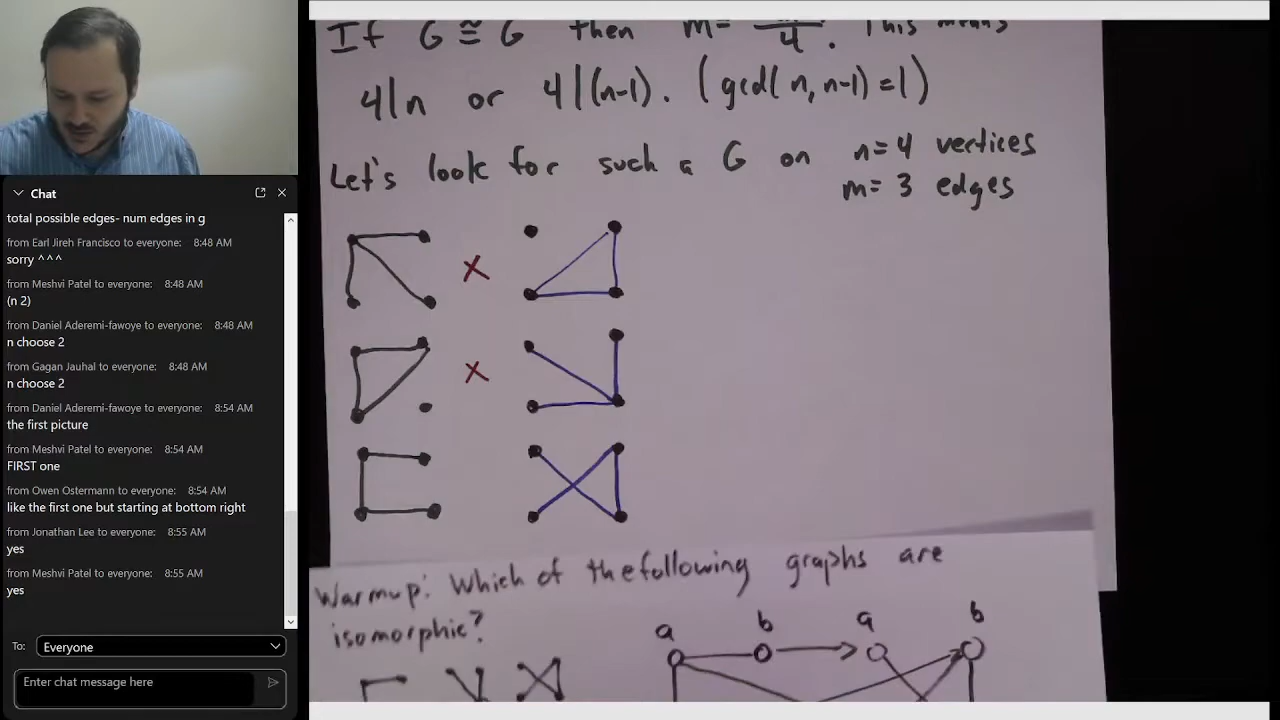 Chat
total possible edges- num edges in g
from Earl Jireh Francisco to everyone: 8:48 AM
sorry ^^^
from Meshvi Patel to everyone: 8:48 AM
(n 2)
from Daniel Aderemi-fawoye to everyone: 8:48 AM
n choose 2
from Gagan Jauhal to everyone: 8:48 AM
n choose 2
from Daniel Aderemi-fawoye to everyone: 8:54 AM
the first picture
from Meshvi Patel to everyone: 8:54 AM
FIRST one
from Owen Ostermann to everyone: 8:54 AM
like the first one but starting at bottom right
from Jonathan Lee to everyone: 8:55 AM
yes
from Meshvi Patel to everyone: 8:55 AM
yes
To: Everyone
Enter chat message here
If G ≅ G then m= 4. This means
4|n or 4|(n-1). (gcd(n, n-1)=1)
Let's look for such a G on n=4 vertices
m= 3 edges
x
x
Warmup: Which of the following graphs are
isomorphic?
a b a b